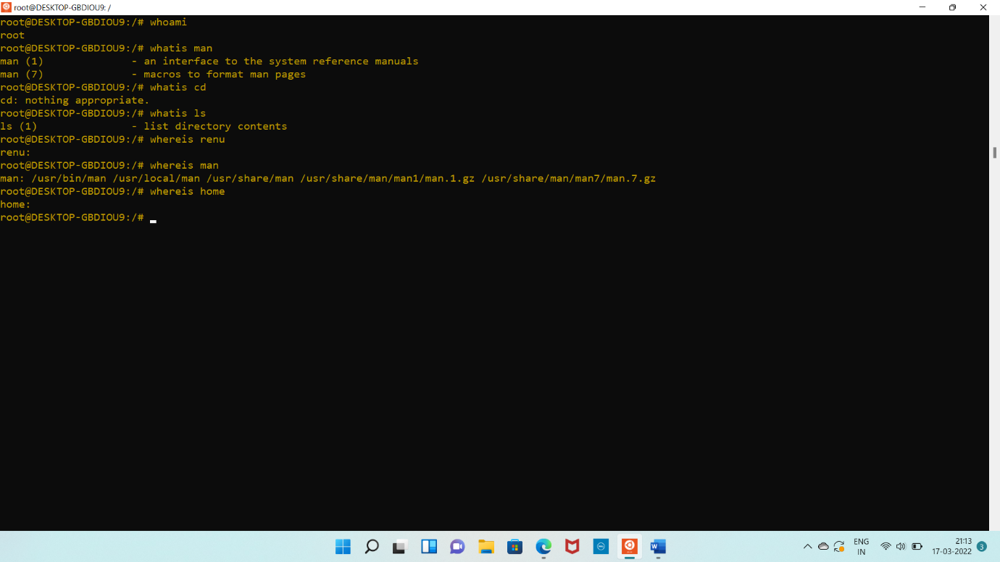 root@DESKTOP-GBDIOU9: /
root@DESKTOP-GBDIOU9:/# whoami
root
root@DESKTOP-GBDIOU9:/# whatis man
man (1)              - an interface to the system reference manuals
man (7)              - macros to format man pages
root@DESKTOP-GBDIOU9:/# whatis cd
cd: nothing appropriate.
root@DESKTOP-GBDIOU9:/# whatis ls
ls (1)               - list directory contents
root@DESKTOP-GBDIOU9:/# whereis renu
renu:
root@DESKTOP-GBDIOU9:/# whereis man
man: /usr/bin/man /usr/local/man /usr/share/man /usr/share/man/man1/man.1.gz /usr/share/man/man7/man.7.gz
root@DESKTOP-GBDIOU9:/# whereis home
home:
root@DESKTOP-GBDIOU9:/#
ENG
IN
21:13
17-03-2022
3